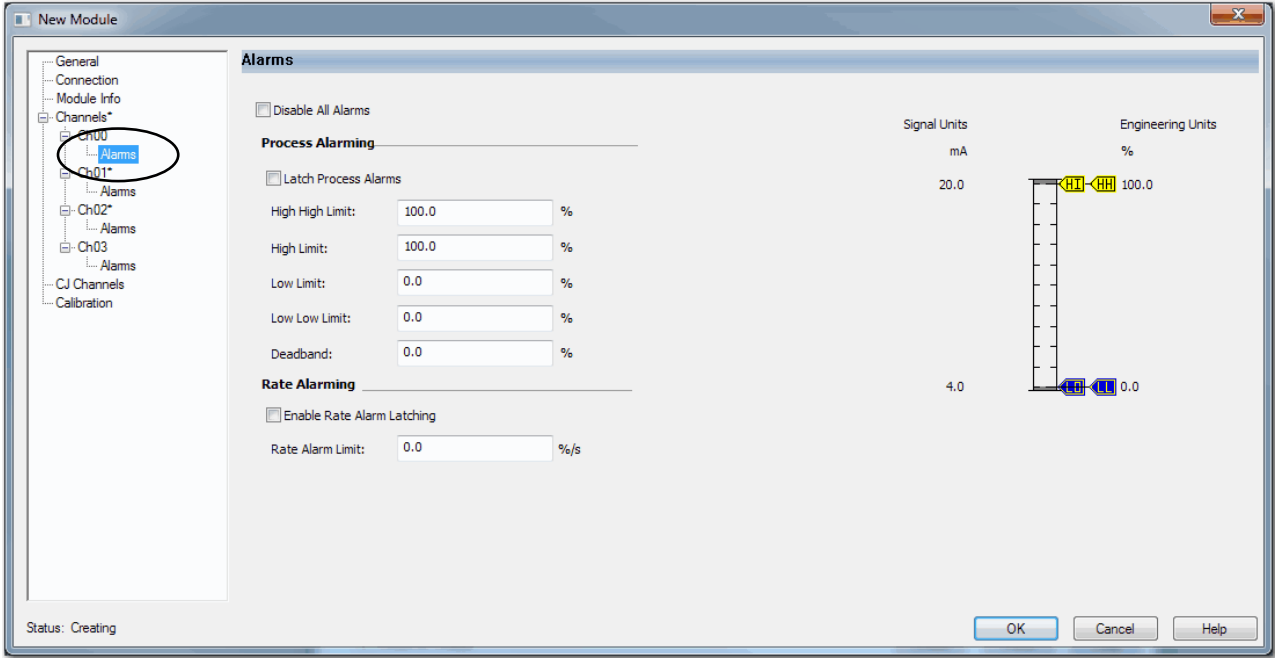 New Module
General
Connection
Module Info
Channels*
Ch00
Alarms
Ch01*
Alarms
Ch02*
Alarms
Ch03
Alarms
CJ Channels
Calibration
Alarms
Disable All Alarms
Process Alarming
Latch Process Alarms
High High Limit: 100.0 %
High Limit: 100.0 %
Low Limit: 0.0 %
Low Low Limit: 0.0 %
Deadband: 0.0 %
Rate Alarming
Enable Rate Alarm Latching
Rate Alarm Limit: 0.0 %/s
Signal Units Engineering Units
mA %
20.0 HI HH 100.0
4.0 LO LL 0.0
Status: Creating
OK Cancel Help